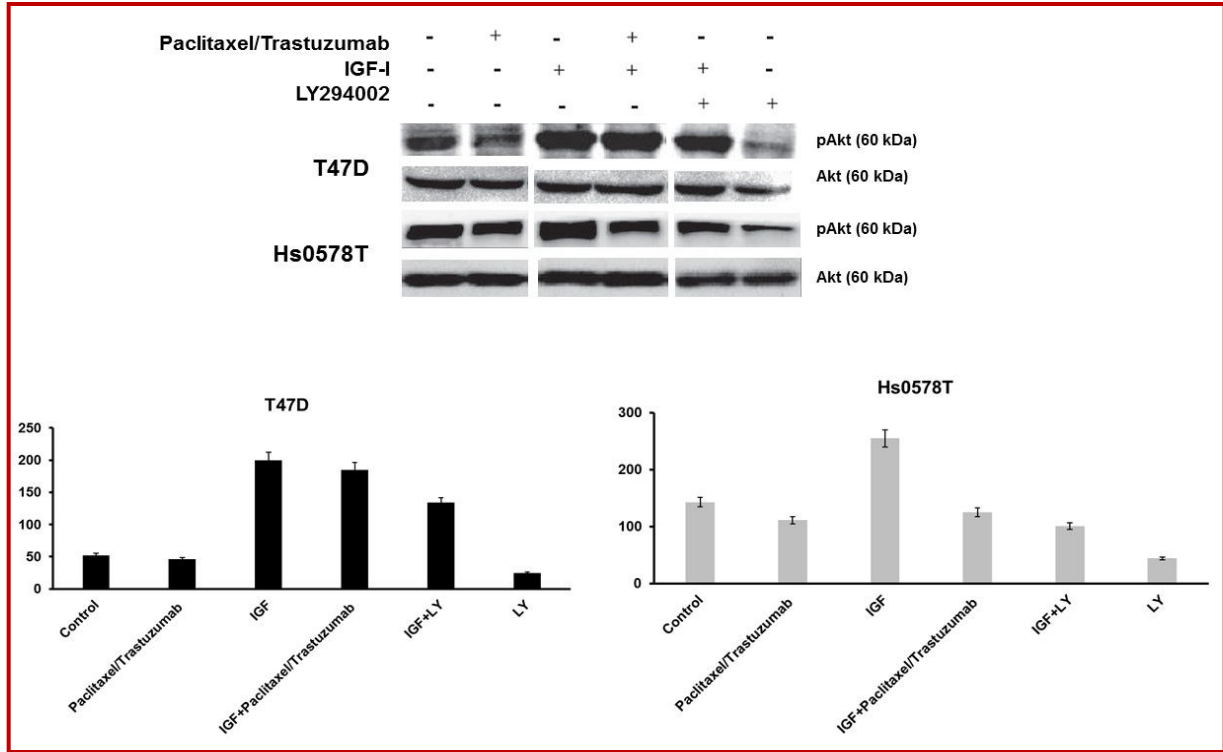 Paclitaxel/Trastuzumab - + - + - -
IGF-I - - + + + -
LY294002 - - - - + +
T47D
pAkt (60 kDa)
Akt (60 kDa)
Hs0578T
pAkt (60 kDa)
Akt (60 kDa)
T47D
250
200
150
100
50
0
Control
Paclitaxel/Trastuzumab
IGF
IGF+Paclitaxel/Trastuzumab
IGF+LY
LY
Hs0578T
300
200
100
0
Control
Paclitaxel/Trastuzumab
IGF
IGF+Paclitaxel/Trastuzumab
IGF+LY
LY